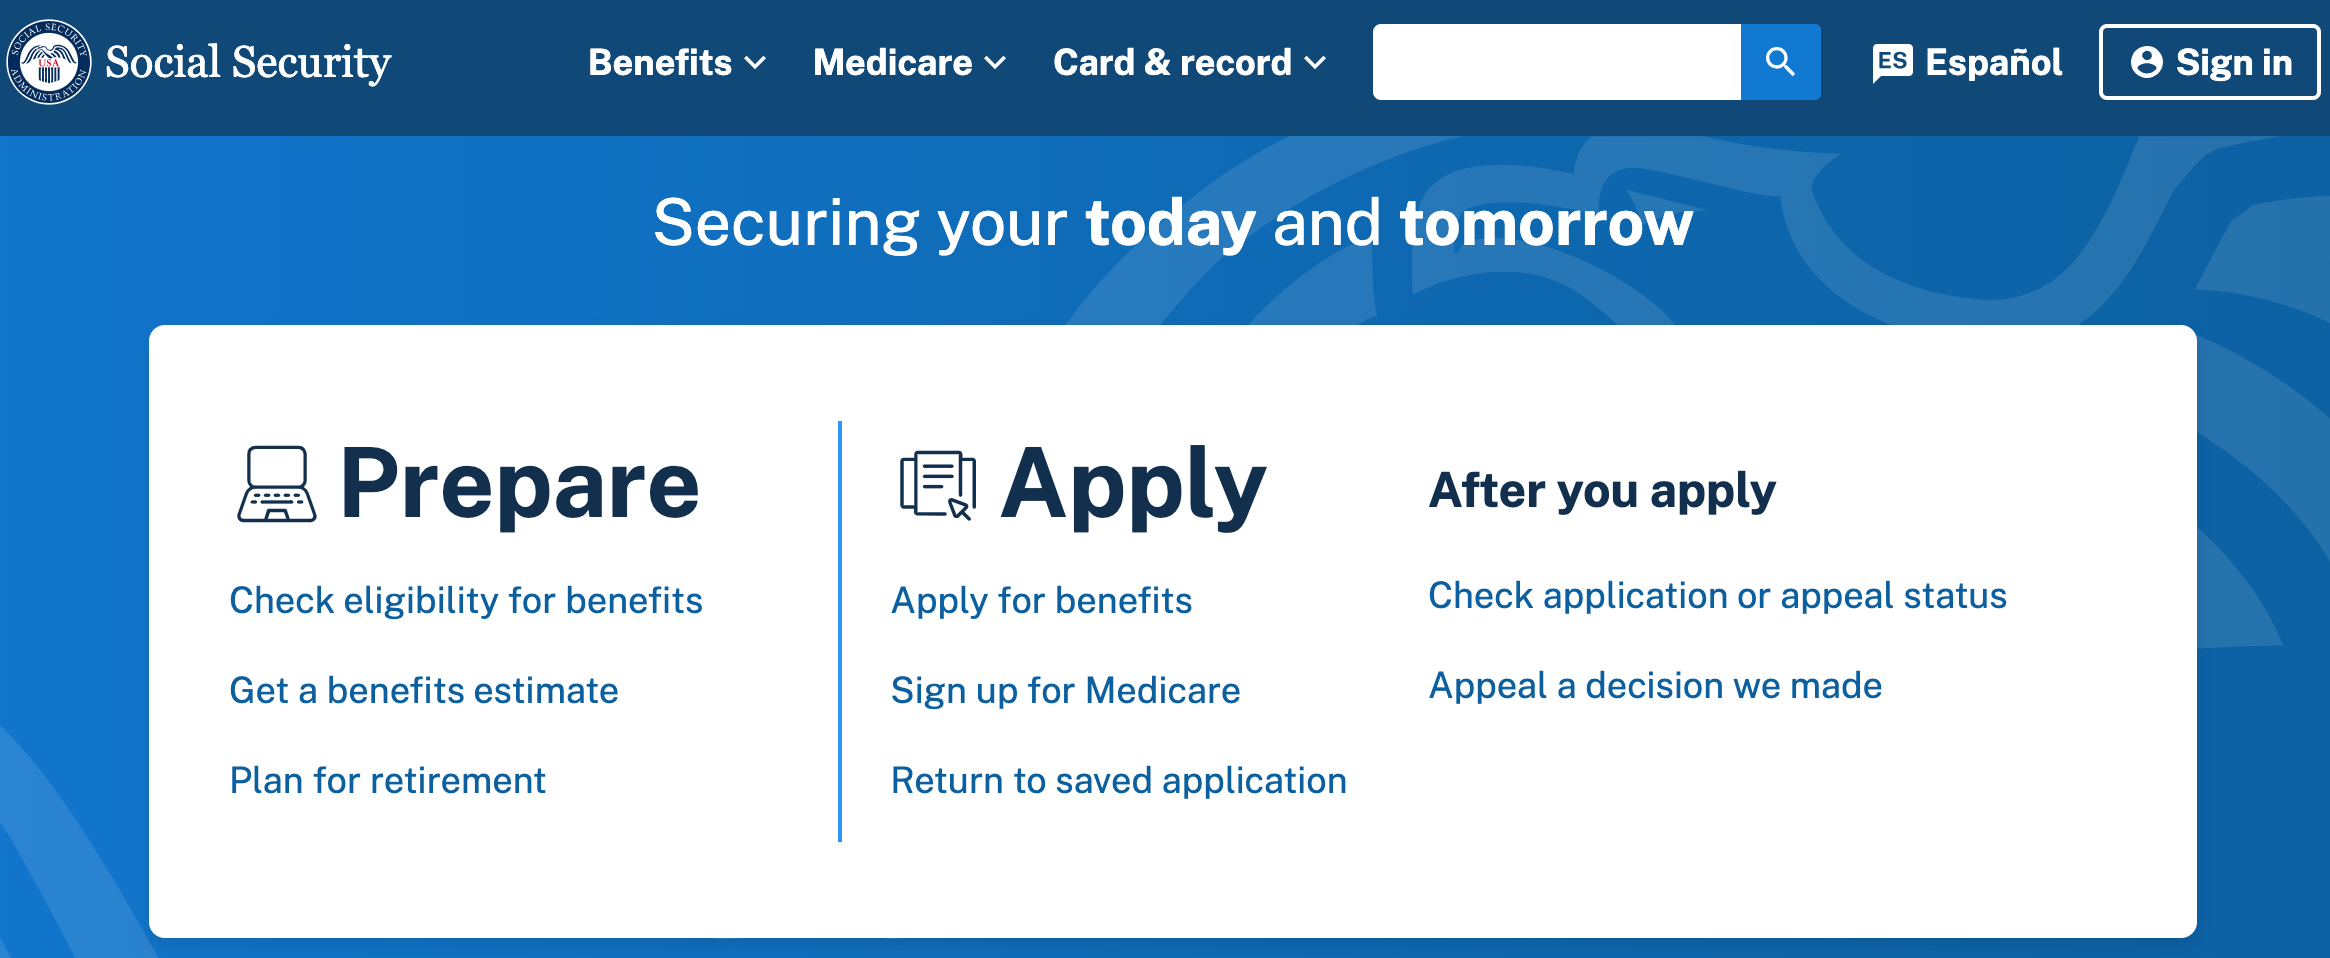 SOCIAL SECURITY ADMINISTRATION
USA
Social Security
Benefits
Medicare
Card & record
ES Español
Sign in
Securing your today and tomorrow
Prepare
Check eligibility for benefits
Get a benefits estimate
Plan for retirement
Apply
Apply for benefits
Sign up for Medicare
Return to saved application
After you apply
Check application or appeal status
Appeal a decision we made